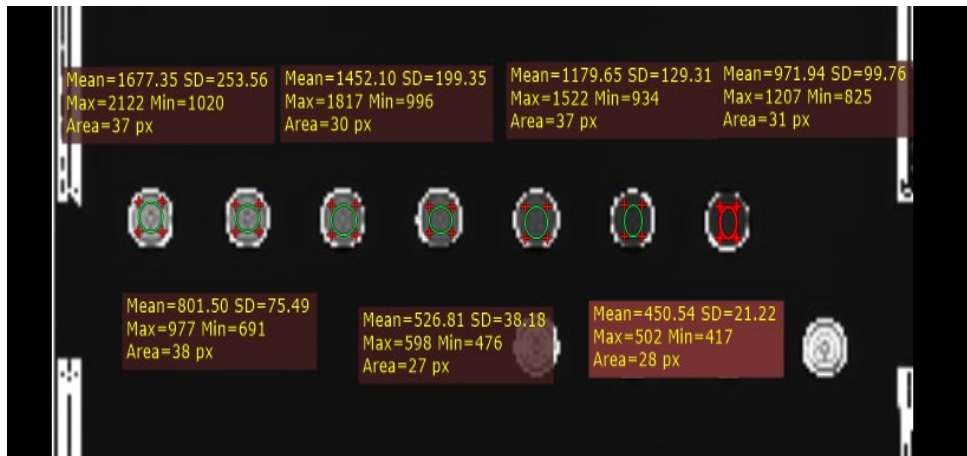 Mean=1677.35 SD=253.56
Max=2122 Min=1020
Area=37 px
Mean=1452.10 SD=199.35
Max=1817 Min=996
Area=30 px
Mean=1179.65 SD=129.31
Max=1522 Min=934
Area=37 px
Mean=971.94 SD=99.76
Max=1207 Min=825
Area=31 px
Mean=801.50 SD=75.49
Max=977 Min=691
Area=38 px
Mean=526.81 SD=38.18
Max=598 Min=476
Area=27 px
Mean=450.54 SD=21.22
Max=502 Min=417
Area=28 px